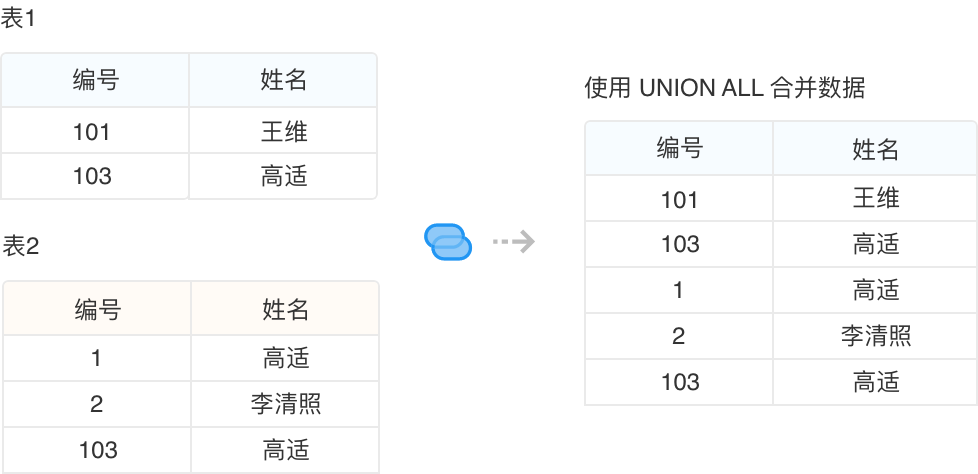 表1
编号 姓名
101 王维
103 高适
表2
编号 姓名
1 高适
2 李清照
103 高适
使用 UNION ALL 合并数据
编号 姓名
101 王维
103 高适
1 高适
2 李清照
103 高适